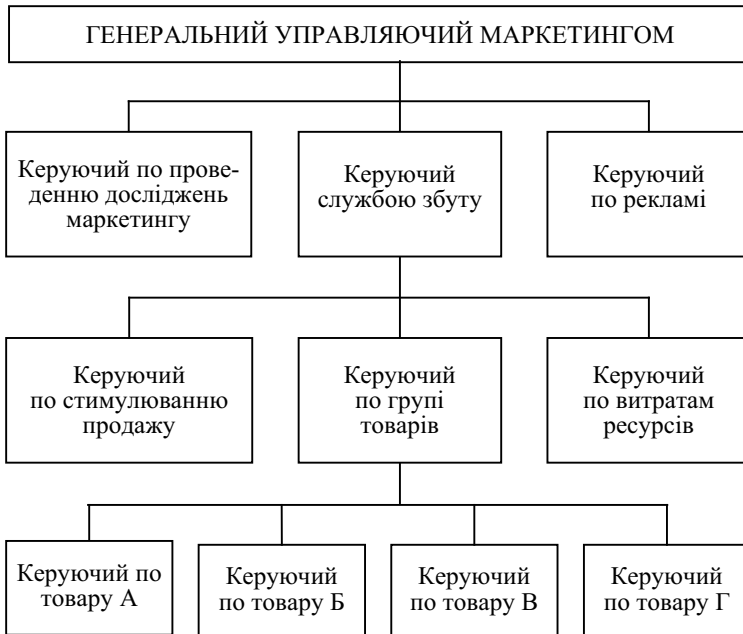 ГЕНЕРАЛЬНИЙ УПРАВЛЯЮЧИЙ МАРКЕТИНГОМ
Керуючий по прове-
денню досліджень
маркетингу
Керуючий
службою збуту
Керуючий
по рекламі
Керуючий
по стимулюванню
продажу
Керуючий
по групі
товарів
Керуючий
по витратам
ресурсів
Керуючий по
товару А
Керуючий
по товару Б
Керуючий
по товару В
Керуючий
по товару Г